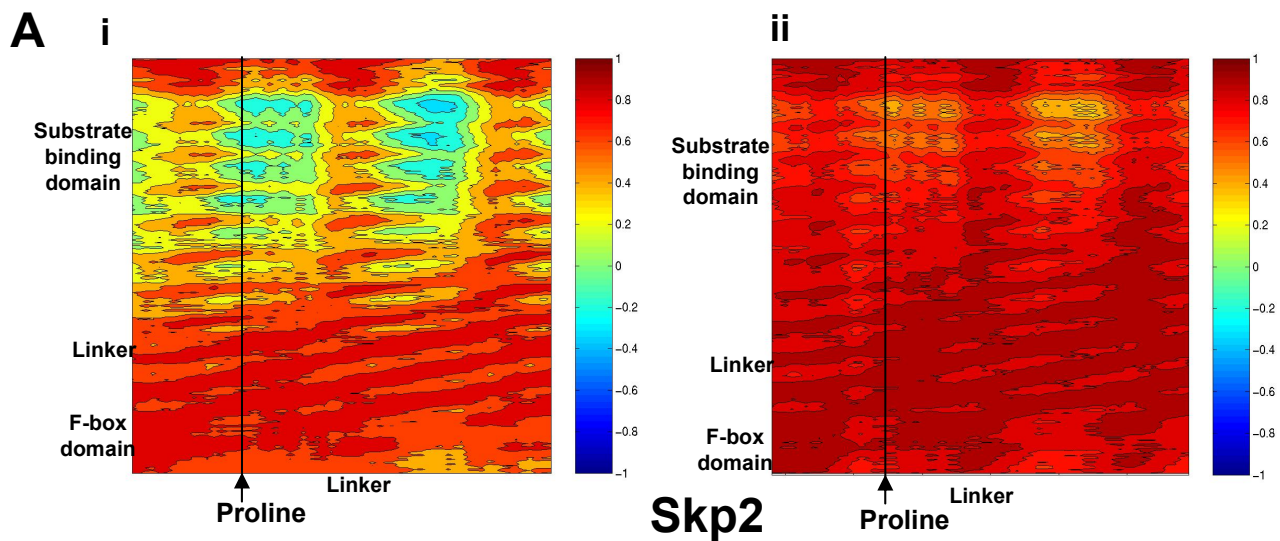 A
i
ii
Substrate
binding
domain
Linker
F-box
domain
Linker
Proline
1
0.8
0.6
0.4
0.2
0
−0.2
−0.4
−0.6
−0.8
−1
Substrate
binding
domain
Linker
F-box
domain
Linker
Proline
1
0.8
0.6
0.4
0.2
0
−0.2
−0.4
−0.6
−0.8
−1
Skp2